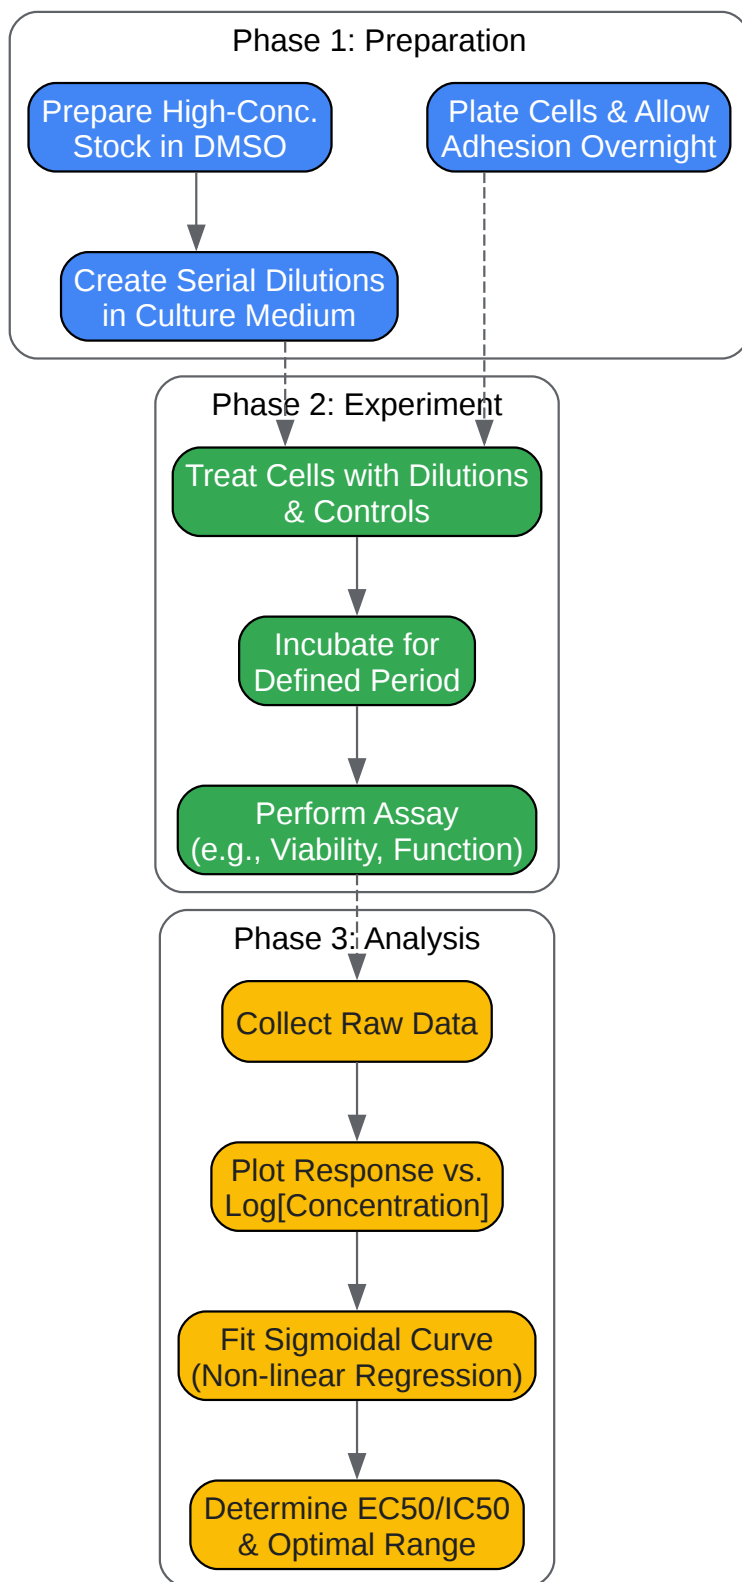 Phase 1: Preparation
Prepare High-Conc.
Stock in DMSO
Plate Cells & Allow
Adhesion Overnight
Create Serial Dilutions
in Culture Medium
Phase 2: Experiment
Treat Cells with Dilutions
& Controls
Incubate for
Defined Period
Perform Assay
(e.g., Viability, Function)
Phase 3: Analysis
Collect Raw Data
Plot Response vs.
Log[Concentration]
Fit Sigmoidal Curve
(Non-linear Regression)
Determine EC50/IC50
& Optimal Range